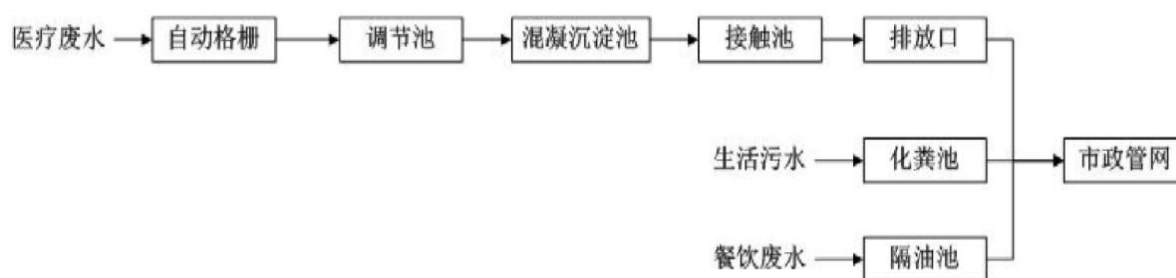 医疗废水 自动格栅 调节池 混凝沉淀池 接触池 排放口
生活污水 化粪池 市政管网
餐饮废水 隔油池